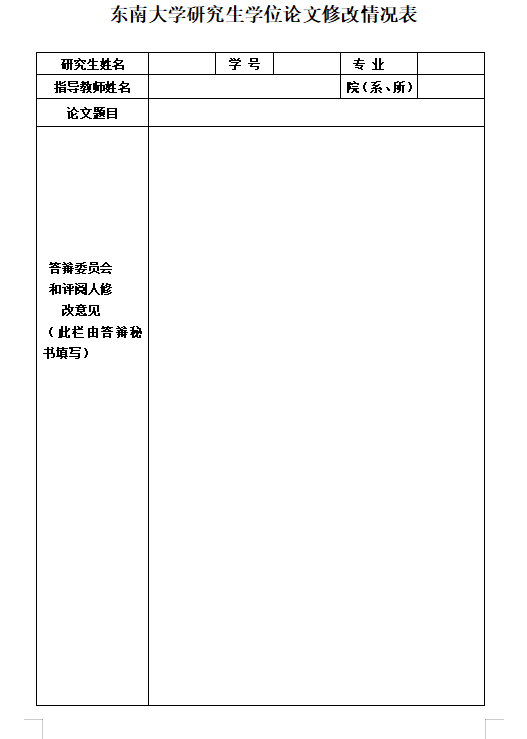 东南大学研究生学位论文修改情况表
研究生姓名 学 号 专 业
指导教师姓名 院(系、所)
论文题目
答辩委员会
和评阅人修
改意见
(此栏由答辩秘
书填写)